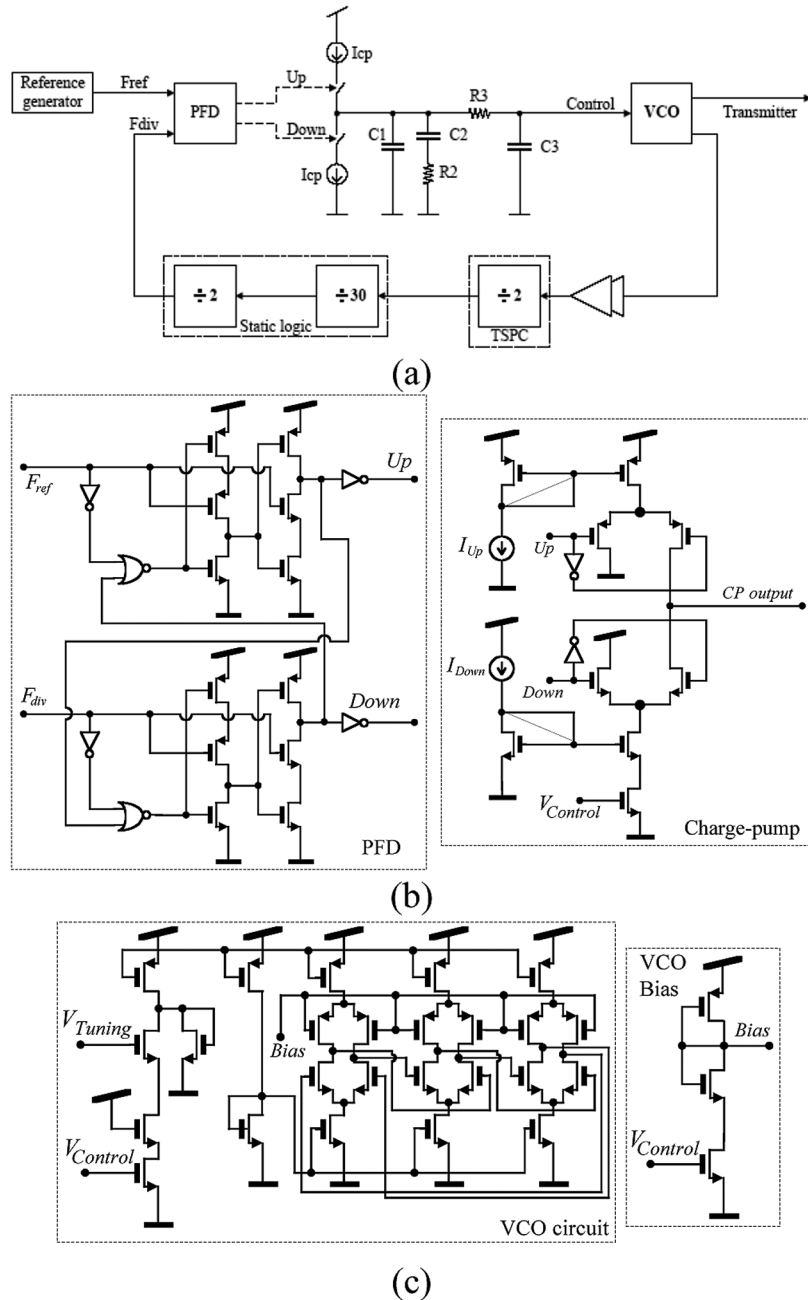 Reference
generator
Fref
Fdiv
PFD
Up
Down
Icp
Icp
C1
C2
R2
R3
C3
Control
VCO
Transmitter
÷2
÷30
Static logic
÷2
TSPC
(a)
Fref
Up
Fdiv
Down
PFD
IUp
Up
CP output
IDown
Down
VControl
Charge-pump
(b)
VTuning
VControl
Bias
VCO circuit
VCO
Bias
Bias
VControl
(c)